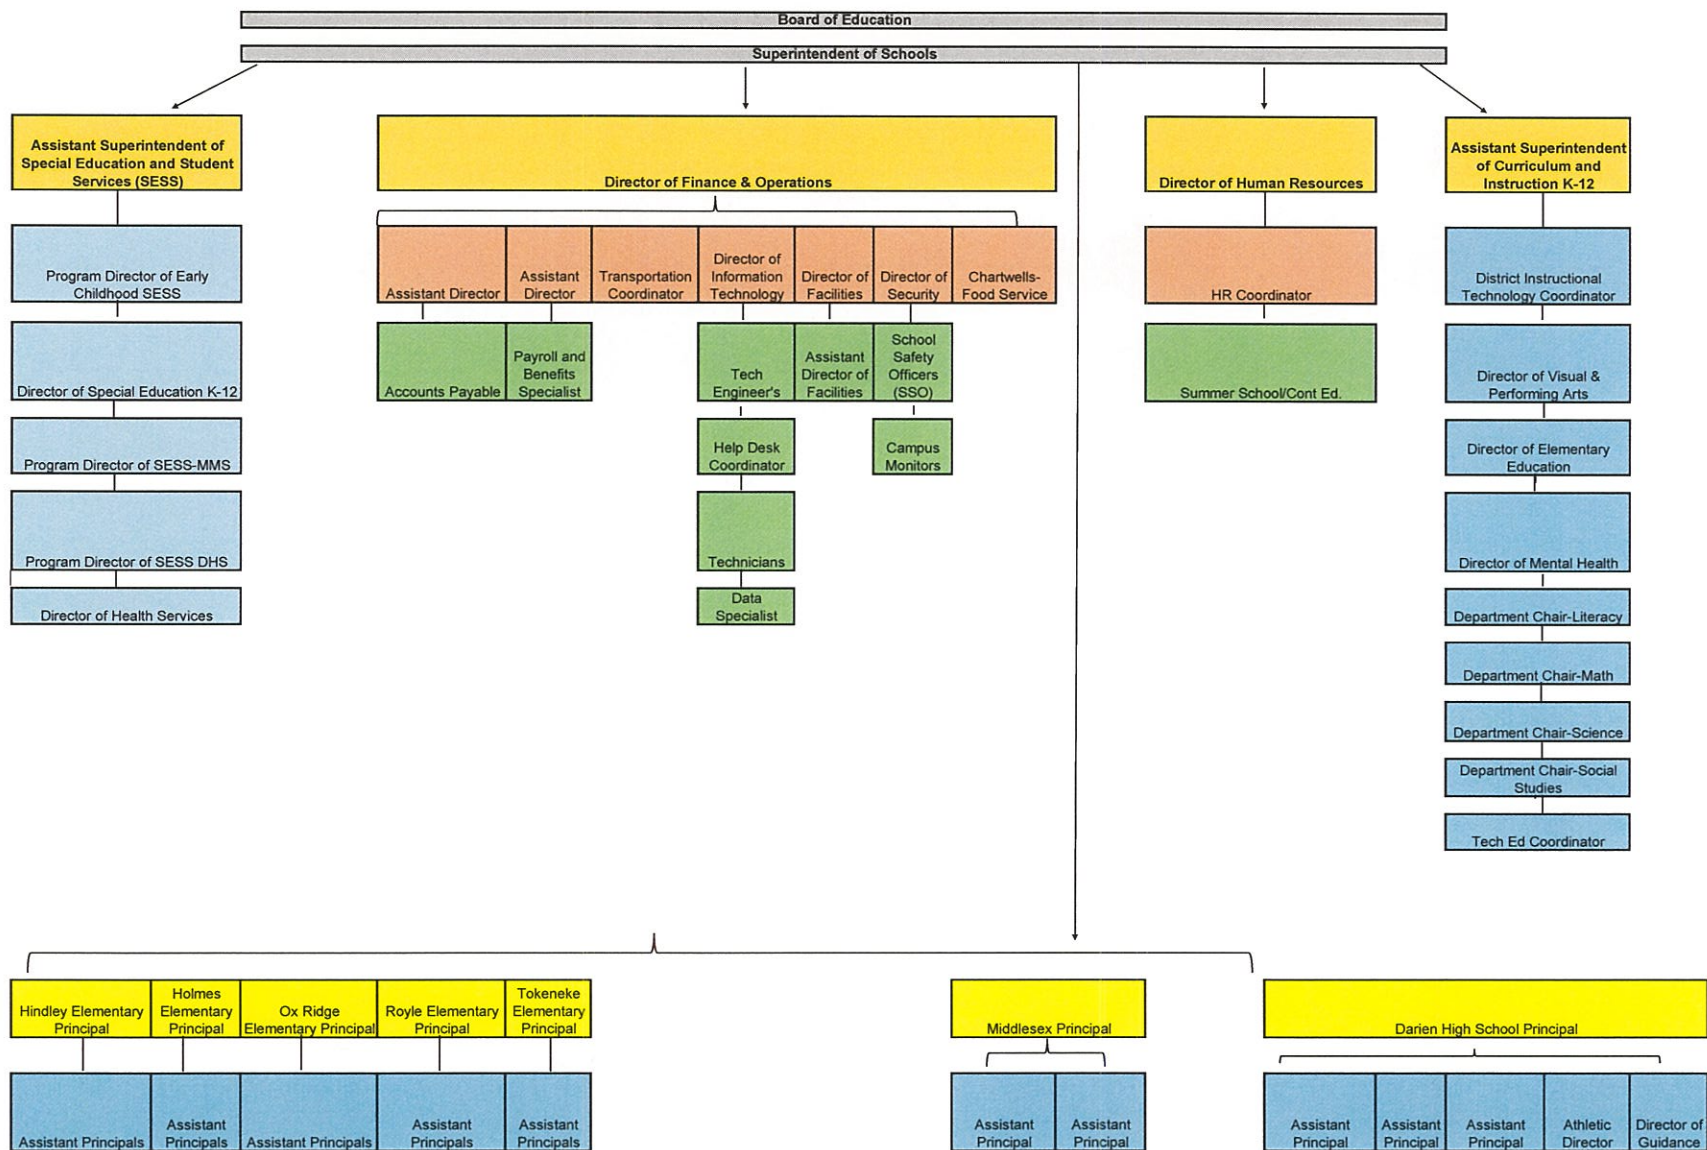 Board of Education
Superintendent of Schools
Assistant Superintendent of
Special Education and Student
Services (SESS)
Director of Finance & Operations
Director of Human Resources
Assistant Superintendent
of Curriculum and
Instruction K-12
Program Director of Early
Childhood SESS
Assistant Director
Assistant
Director
Transportation
Coordinator
Director of
Information
Technology
Director of
Facilities
Director of
Security
Chartwells-
Food Service
HR Coordinator
District Instructional
Technology Coordinator
Director of Special Education K-12
Accounts Payable
Payroll and
Benefits
Specialist
Tech
Engineer's
Assistant
Director of
Facilities
School
Safety
Officers
(SSO)
Summer School/Cont Ed.
Director of Visual &
Performing Arts
Program Director of SESS-MMS
Help Desk
Coordinator
Campus
Monitors
Director of Elementary
Education
Program Director of SESS DHS
Technicians
Director of Mental Health
Director of Health Services
Data
Specialist
Department Chair-Literacy
Department Chair-Math
Department Chair-Science
Department Chair-Social
Studies
Tech Ed Coordinator
Hindley Elementary
Principal
Holmes
Elementary
Principal
Ox Ridge
Elementary Principal
Royle Elementary
Principal
Tokeneke
Elementary
Principal
Middlesex Principal
Darien High School Principal
Assistant Principals
Assistant
Principals
Assistant Principals
Assistant
Principals
Assistant
Principals
Assistant
Principal
Assistant
Principal
Assistant
Principal
Assistant
Principal
Assistant
Principal
Athletic
Director
Director of
Guidance